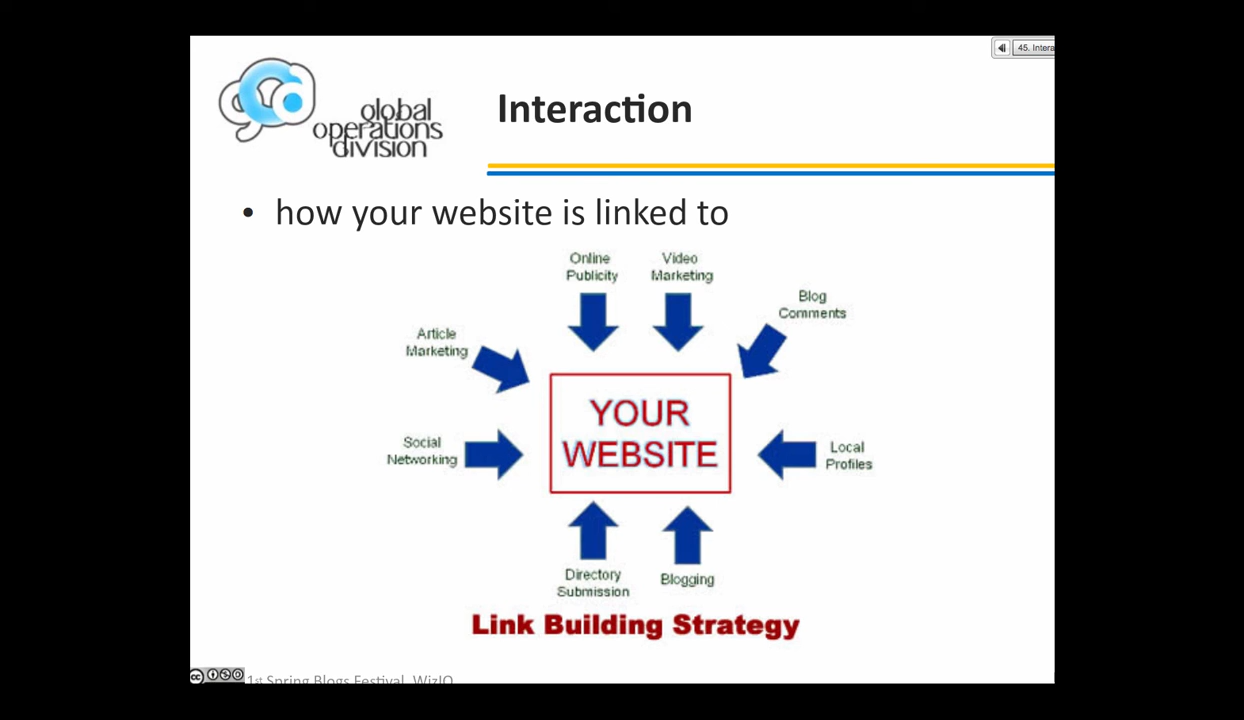 45. Intera
global
operations
division
Interaction
• how your website is linked to
Online
Publicity
Video
Marketing
Blog
Comments
Article
Marketing
YOUR
WEBSITE
Social
Networking
Local
Profiles
Directory
Submission
Blogging
Link Building Strategy
cc
1st Spring Blogs Festival, WizIQ